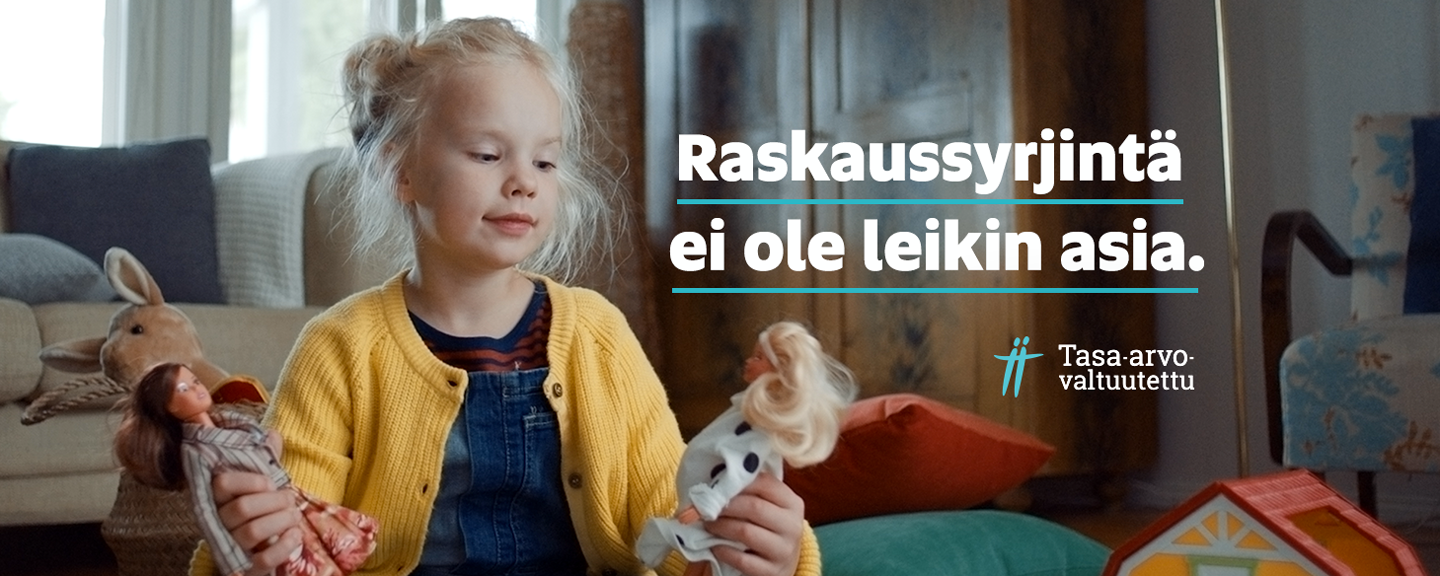 Raskaussyrjintä
ei ole leikin asia.
Tasa-arvo-
valtuutettu